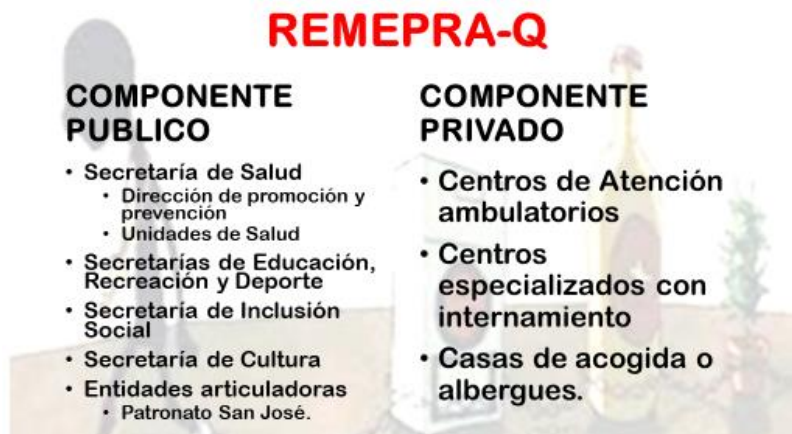 REMEPRA-Q
COMPONENTE
PUBLICO
• Secretaría de Salud
• Dirección de promoción y
prevención
• Unidades de Salud
• Secretarías de Educación,
Recreación y Deporte
• Secretaría de Inclusión
Social
• Secretaría de Cultura
• Entidades articuladoras
• Patronato San José.
COMPONENTE
PRIVADO
• Centros de Atención
ambulatorios
• Centros
especializados con
internamiento
• Casas de acogida o
albergues.